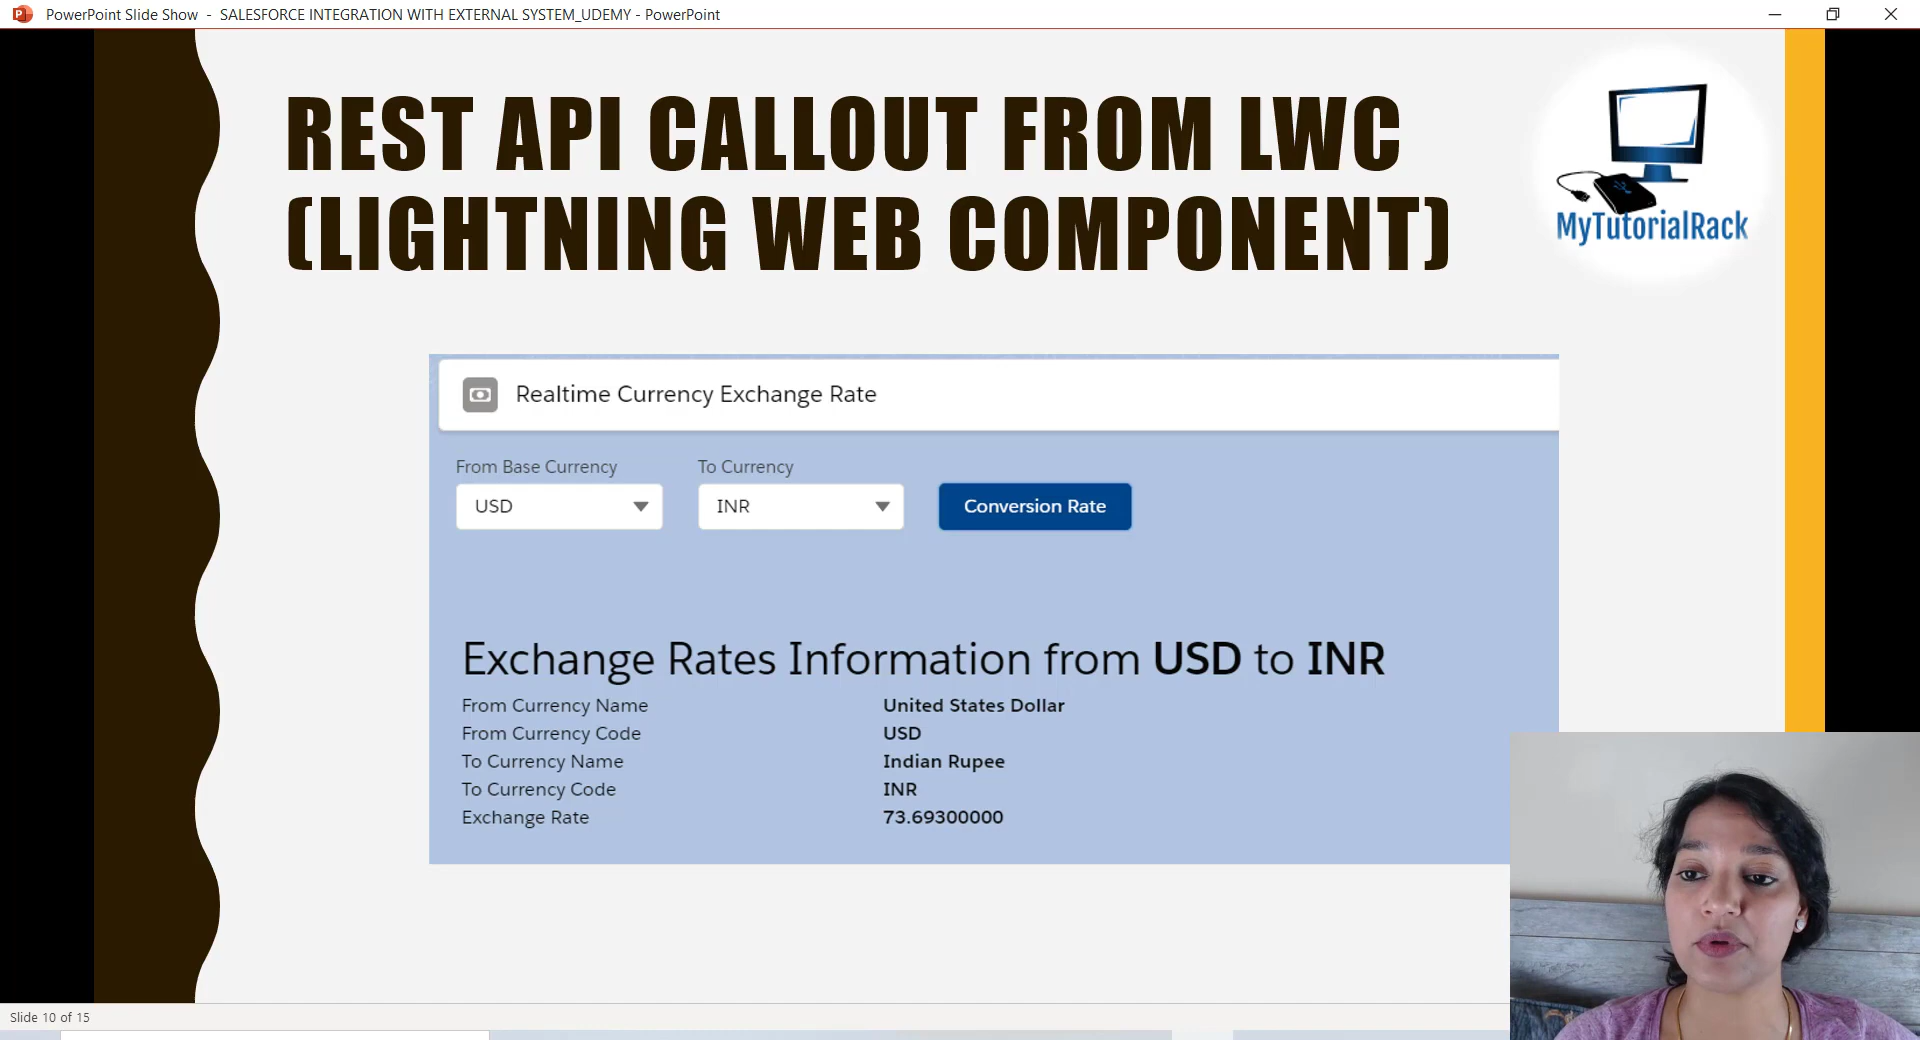 PowerPoint Slide Show - SALESFORCE INTEGRATION WITH EXTERNAL SYSTEM_UDEMY - PowerPoint
REST API CALLOUT FROM LWC
(LIGHTNING WEB COMPONENT)
MyTutorialRack
Realtime Currency Exchange Rate
From Base Currency To Currency
USD INR Conversion Rate
Exchange Rates Information from USD to INR
From Currency Name United States Dollar
From Currency Code USD
To Currency Name Indian Rupee
To Currency Code INR
Exchange Rate 73.69300000
Slide 10 of 15